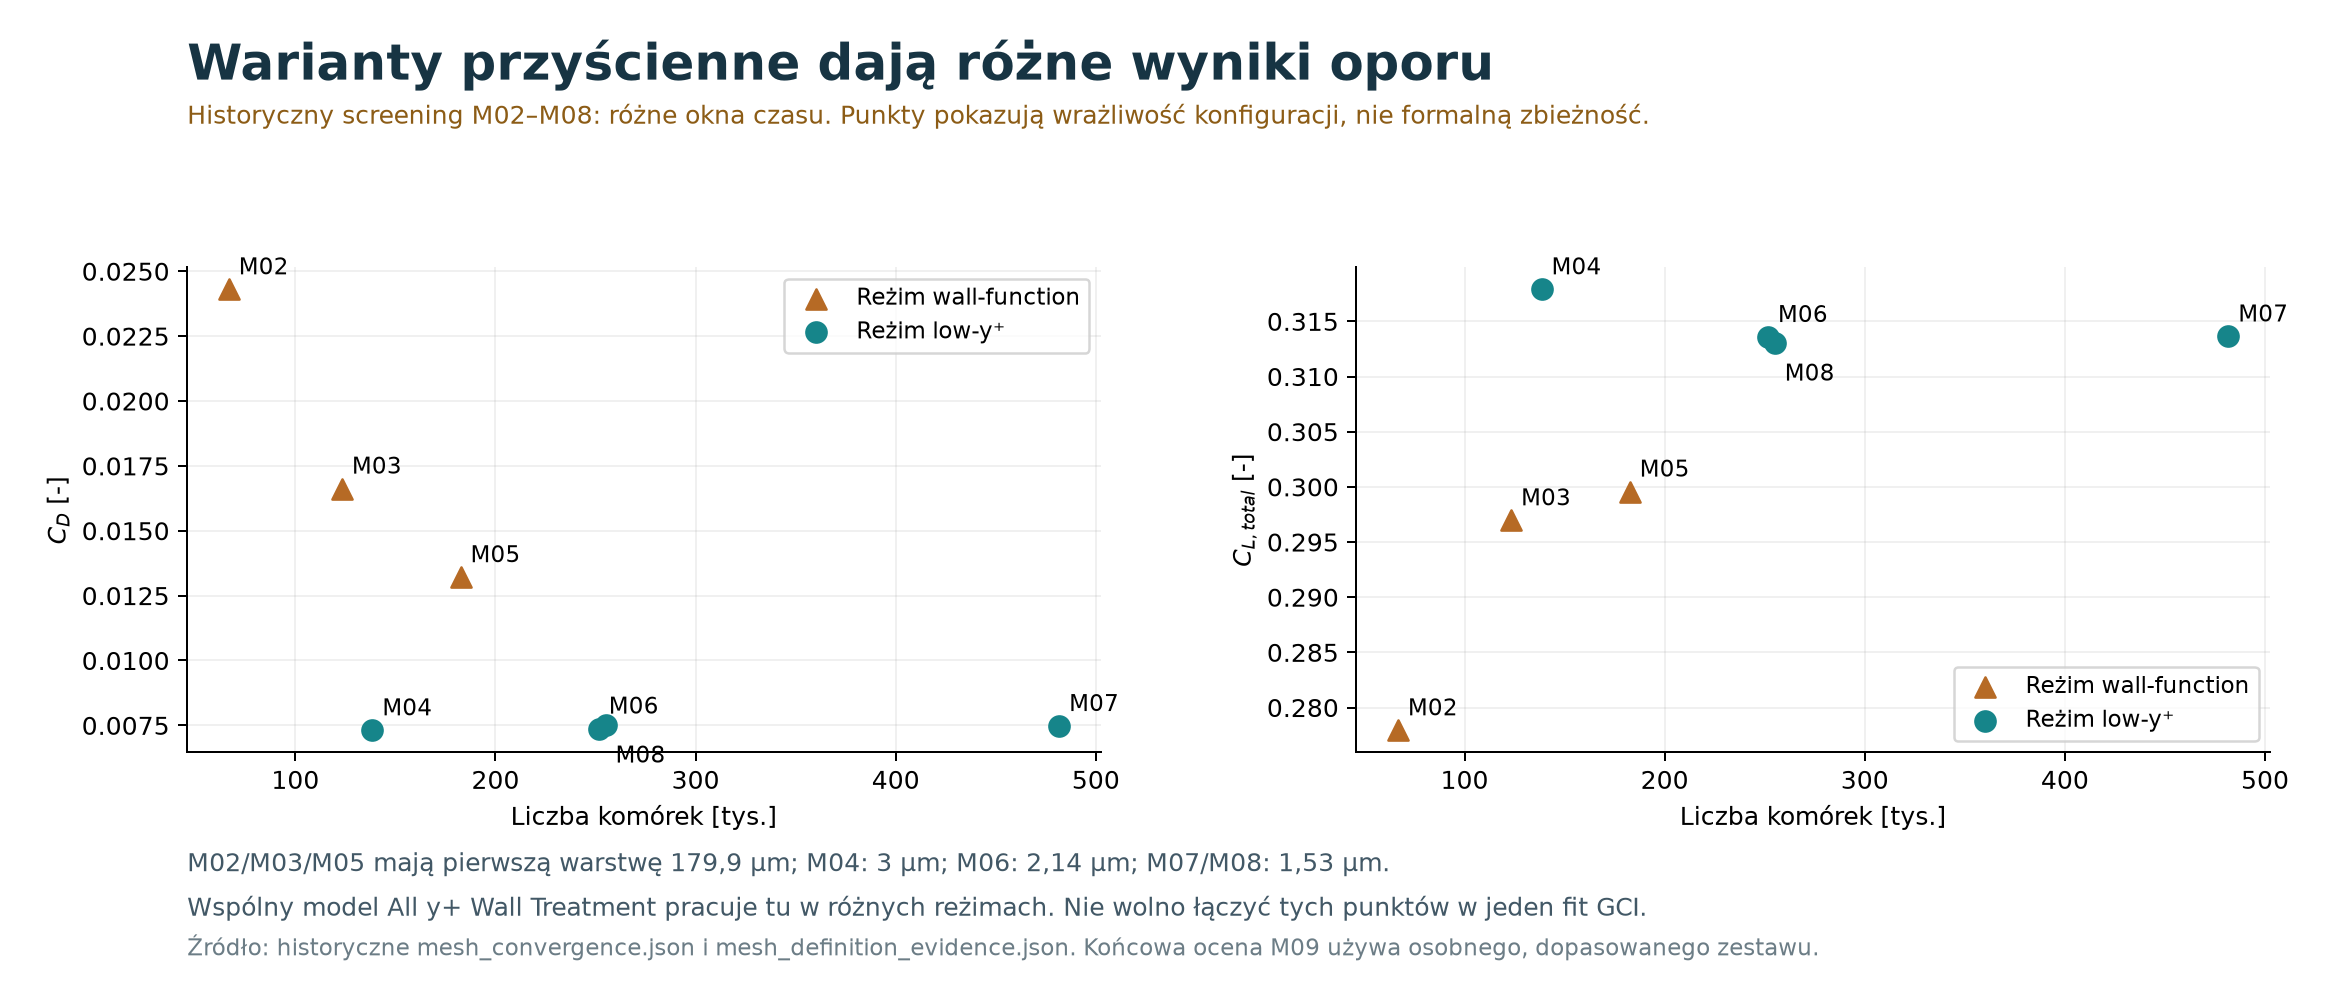 Warianty przyścienne dają różne wyniki oporu
Historyczny screening M02–M08: różne okna czasu. Punkty pokazują wrażliwość konfiguracji, nie formalną zbieżność.
0.0250
0.0225
0.0200
0.0175
0.0150
0.0125
0.0100
0.0075
C_D [-]
M02
M03
M05
M04
M06
M08
M07
Reżim wall-function
Reżim low-y⁺
100 200 300 400 500
Liczba komórek [tys.]
0.315
0.310
0.305
0.300
0.295
0.290
0.285
0.280
C_{L, total} [-]
M04
M06
M07
M08
M05
M03
M02
Reżim wall-function
Reżim low-y⁺
100 200 300 400 500
Liczba komórek [tys.]
M02/M03/M05 mają pierwszą warstwę 179,9 µm; M04: 3 µm; M06: 2,14 µm; M07/M08: 1,53 µm.
Wspólny model All y+ Wall Treatment pracuje tu w różnych reżimach. Nie wolno łączyć tych punktów w jeden fit GCI.
Źródło: historyczne mesh_convergence.json i mesh_definition_evidence.json. Końcowa ocena M09 używa osobnego, dopasowanego zestawu.